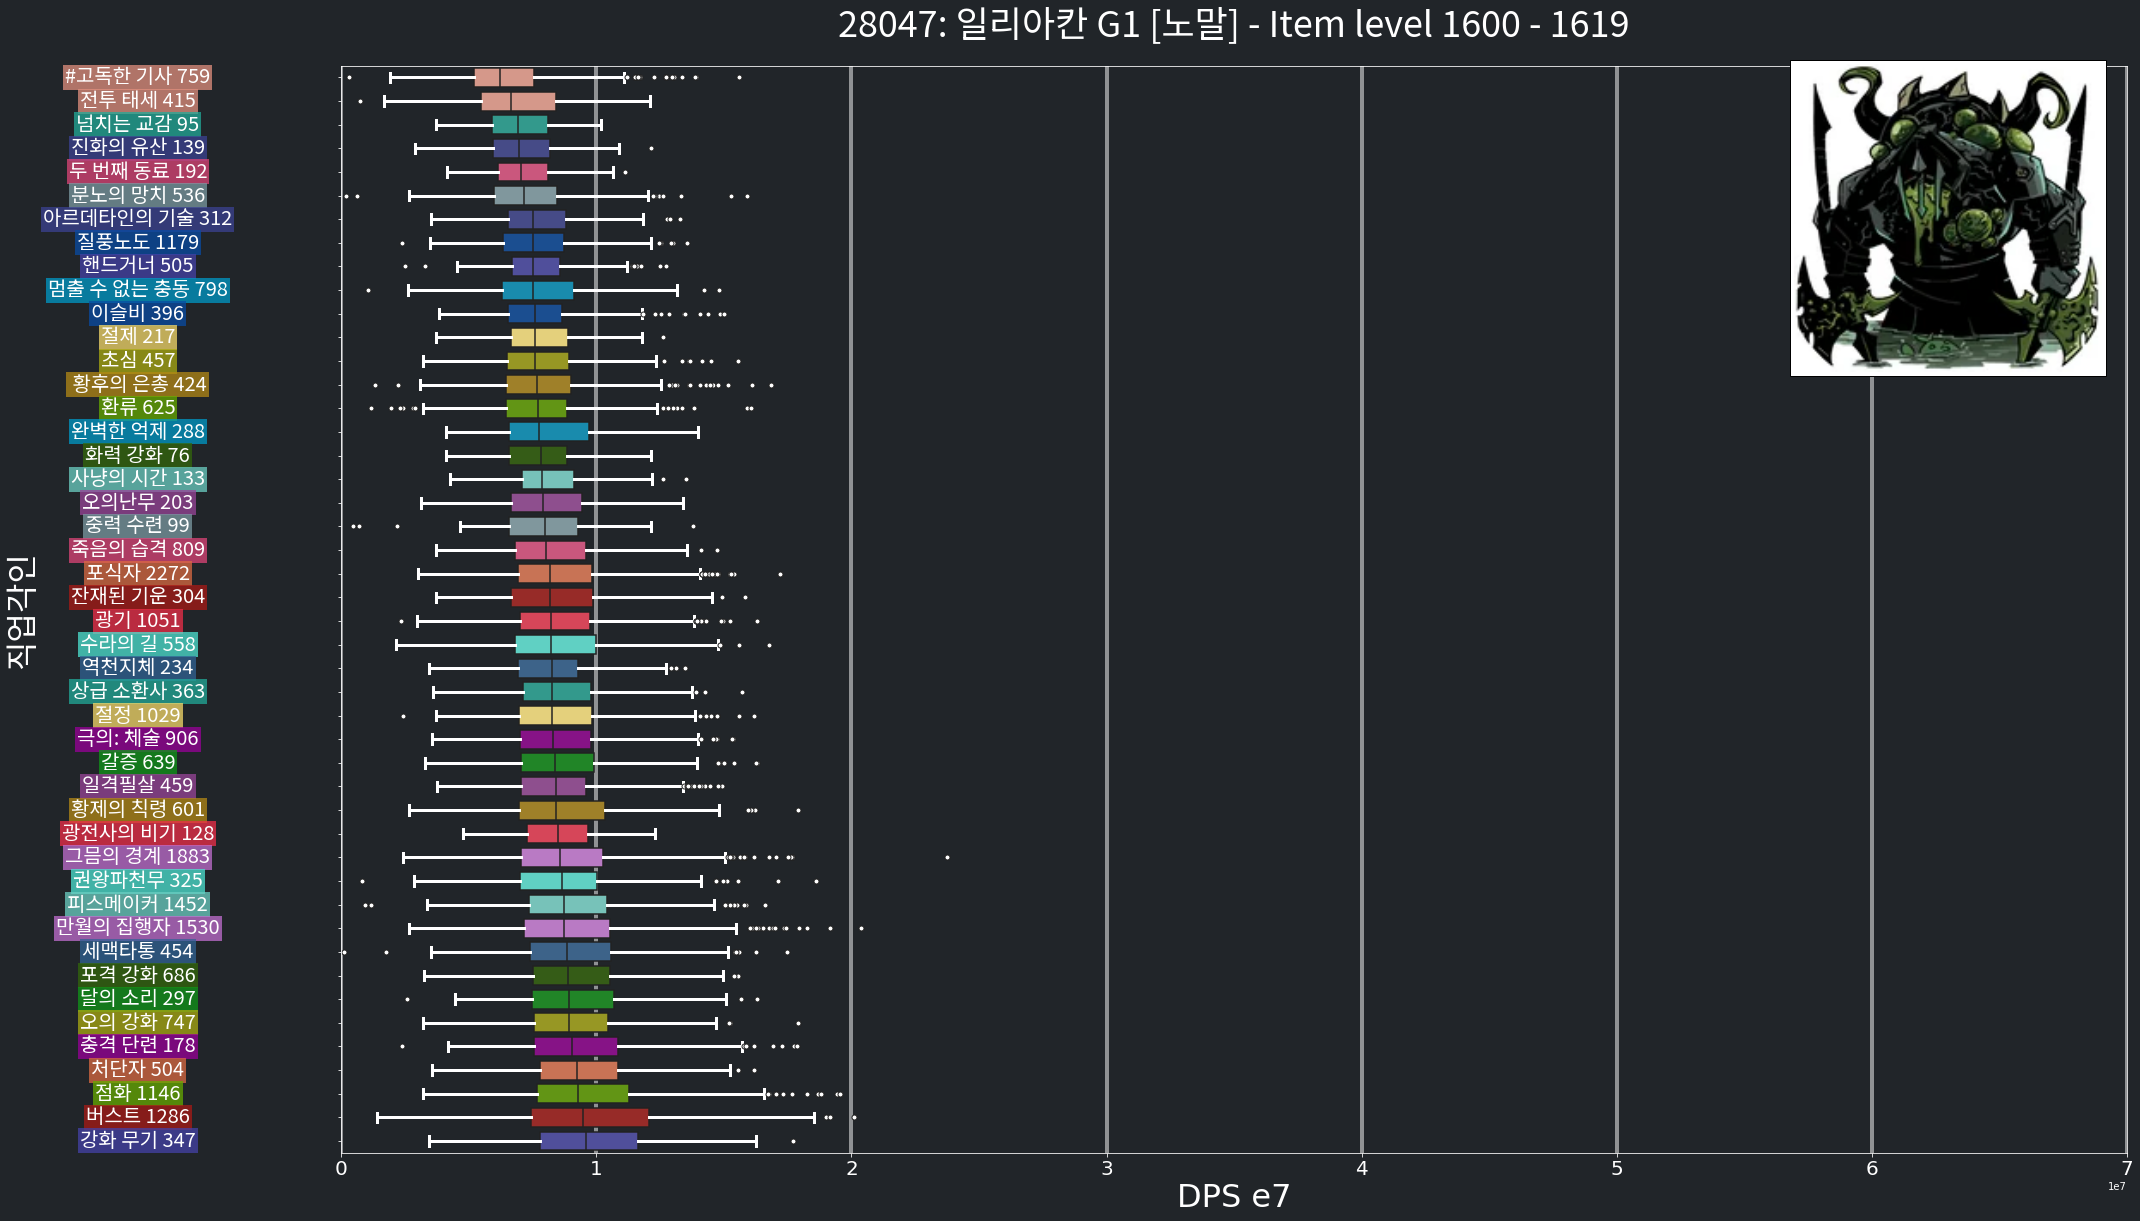 28047: 일리아칸 G1 [노말] - Item level 1600 - 1619
#고독한 기사 759
전투 태세 415
넘치는 교감 95
진화의 유산 139
두 번째 동료 192
분노의 망치 536
아르데타인의 기술 312
질풍노도 1179
핸드거너 505
멈출 수 없는 충동 798
이슬비 396
절제 217
초심 457
황후의 은총 424
환류 625
완벽한 억제 288
화력 강화 76
사냥의 시간 133
오의난무 203
중력 수련 99
죽음의 습격 809
포식자 2272
잔재된 기운 304
광기 1051
수라의 길 558
역천지체 234
상급 소환사 363
절정 1029
극의: 체술 906
갈증 639
일격필살 459
황제의 칙령 601
광전사의 비기 128
그믐의 경계 1883
권왕파천무 325
피스메이커 1452
만월의 집행자 1530
세맥타통 454
포격 강화 686
달의 소리 297
오의 강화 747
충격 단련 178
처단자 504
점화 1146
버스트 1286
강화 무기 347
직업각인
0 1 2 3 4 5 6 7
DPS e7
1e7